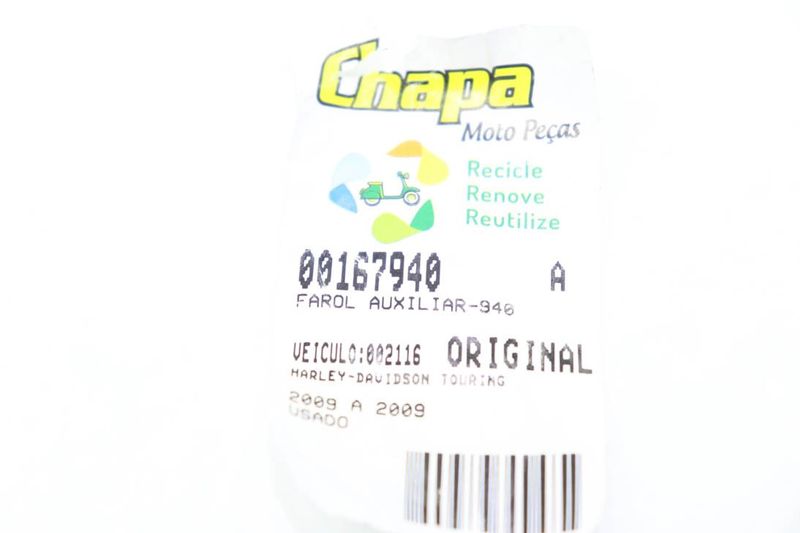 Chapa
Moto Peças
Recicle
Renove
Reutilize
00167940 A
FAROL AUXILIAR-940
VEICULO:002116 ORIGINAL
HARLEY-DAVIDSON TOURING
2009 A 2009
USADO